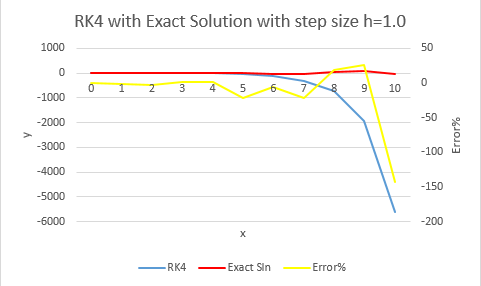 RK4 with Exact Solution with step size h=1.0
1000
0
-1000
-2000
-3000
-4000
-5000
-6000
y
0 1 2 3 4 5 6 7 8 9 10
x
50
0
-50
-100
-150
-200
Error%
RK4 Exact Sln Error%